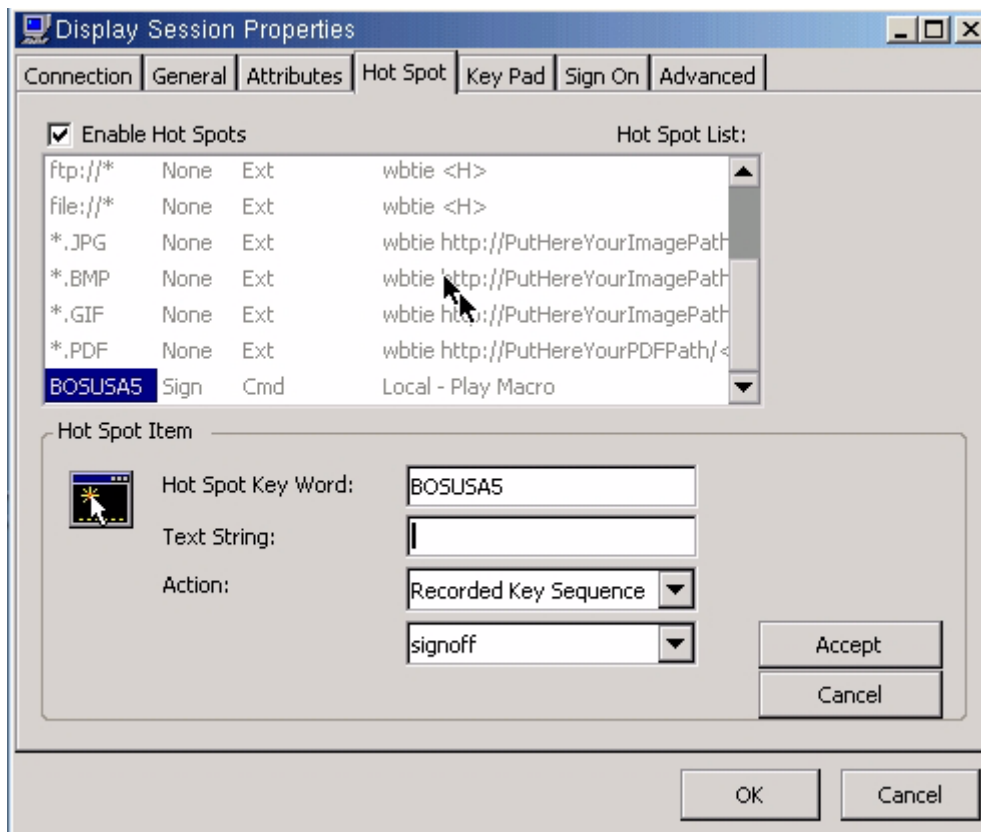 Display Session Properties
Connection General Attributes Hot Spot Key Pad Sign On Advanced
Enable Hot Spots Hot Spot List:
ftp://* None Ext wbtie <H>
file://* None Ext wbtie <H>
*.JPG None Ext wbtie http://PutHereYourImagePath
*.BMP None Ext wbtie http://PutHereYourImagePath
*.GIF None Ext wbtie http://PutHereYourImagePath
*.PDF None Ext wbtie http://PutHereYourPDFPath/<
BOSUSA5 Sign Cmd Local - Play Macro
Hot Spot Item
Hot Spot Key Word: BOSUSA5
Text String:
Action: Recorded Key Sequence
signoff
Accept
Cancel
OK Cancel